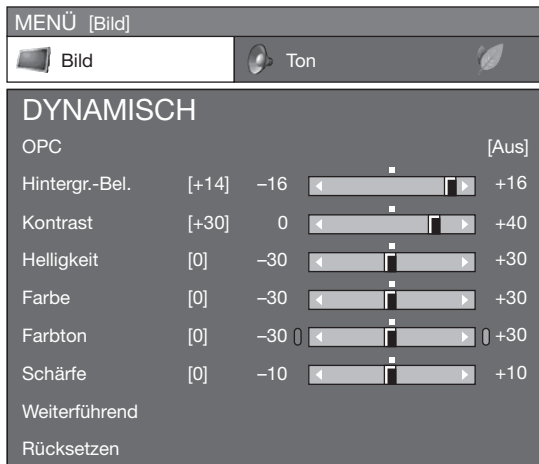 MENÜ [Bild]
Bild Ton
DYNAMISCH
OPC [Aus]
Hintergr.-Bel. [+14] –16 +16
Kontrast [+30] 0 +40
Helligkeit [0] –30 +30
Farbe [0] –30 +30
Farbton [0] –30 +30
Schärfe [0] –10 +10
Weiterführend
Rücksetzen